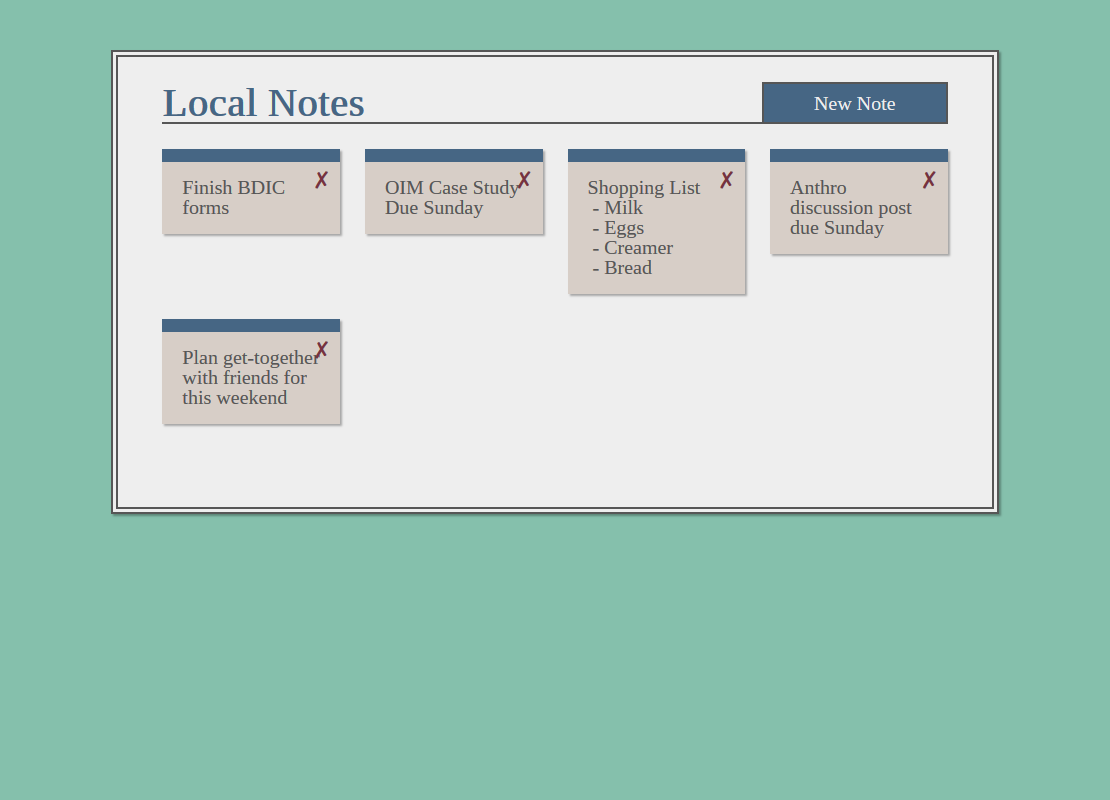 Local Notes
New Note
Finish BDIC
forms
✗
OIM Case Study
Due Sunday
✗
Shopping List
- Milk
- Eggs
- Creamer
- Bread
✗
Anthro
discussion post
due Sunday
✗
Plan get-together
with friends for
this weekend
✗